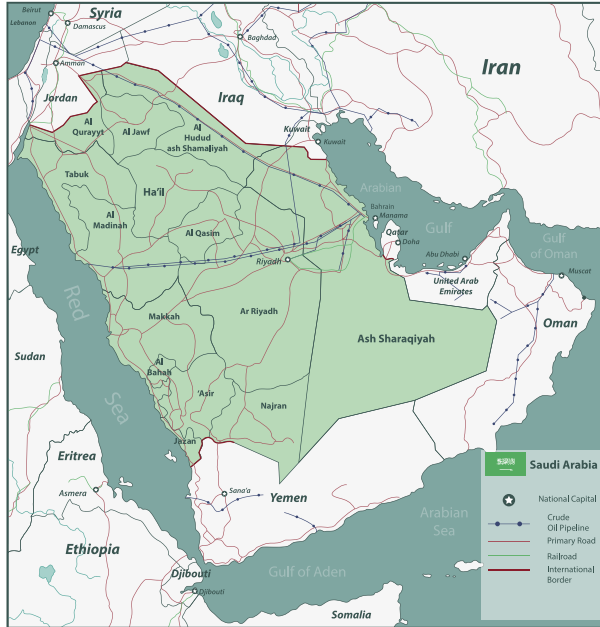 Beirut
Syria
Lebanon
Damascus
Baghdad
Iran
Amman
Jordan
Iraq
Al
Qurayyt
Al Jawf
Al
Hudud
ash Shamaliyah
Kuwait
Kuwait
Tabuk
Ha'il
Arabian
Al
Madinah
Bahrain
Manama
Gulf
Al Qasim
Qatar
Doha
Egypt
Riyadh
Abu Dhabi
Gulf
of Oman
Muscat
United Arab
Emirates
Red
Makkah
Ar Riyadh
Ash Sharaqiyah
Oman
Sudan
Al
Bahah
'Asir
Sea
Najran
Jazan
Eritrea
Asmera
Sana'a
Yemen
Arabian
Sea
Ethiopia
Djibouti
Djibouti
Gulf of Aden
Somalia
Saudi Arabia
National Capital
Crude
Oil Pipeline
Primary Road
Railroad
International
Border